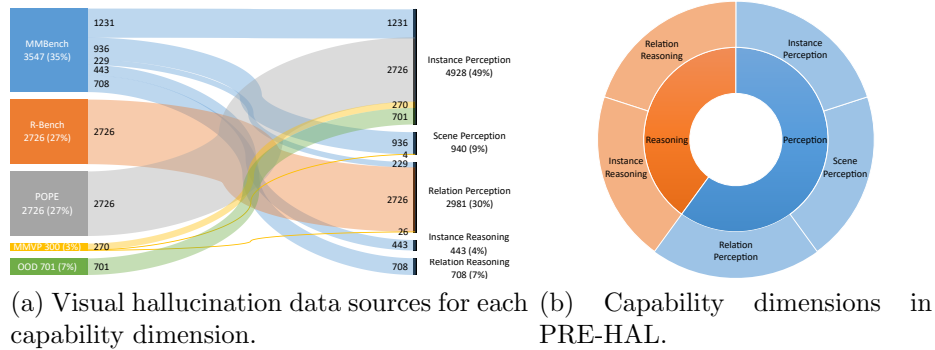 MMBench
3547 (35%)
1231
936
229
443
708
R-Bench
2726 (27%)
2726
POPE
2726 (27%)
2726
MMVP 300 (3%)
270
OOD 701 (7%)
701
1231
2726
270
701
Instance Perception
4928 (49%)
936
4
Scene Perception
940 (9%)
229
2726
26
Relation Perception
2981 (30%)
443
Instance Reasoning
443 (4%)
708
Relation Reasoning
708 (7%)
(a) Visual hallucination data sources for each
capability dimension.
Relation
Reasoning
Instance
Perception
Reasoning
Perception
Instance
Reasoning
Scene
Perception
Relation
Perception
(b) Capability dimensions in
PRE-HAL.